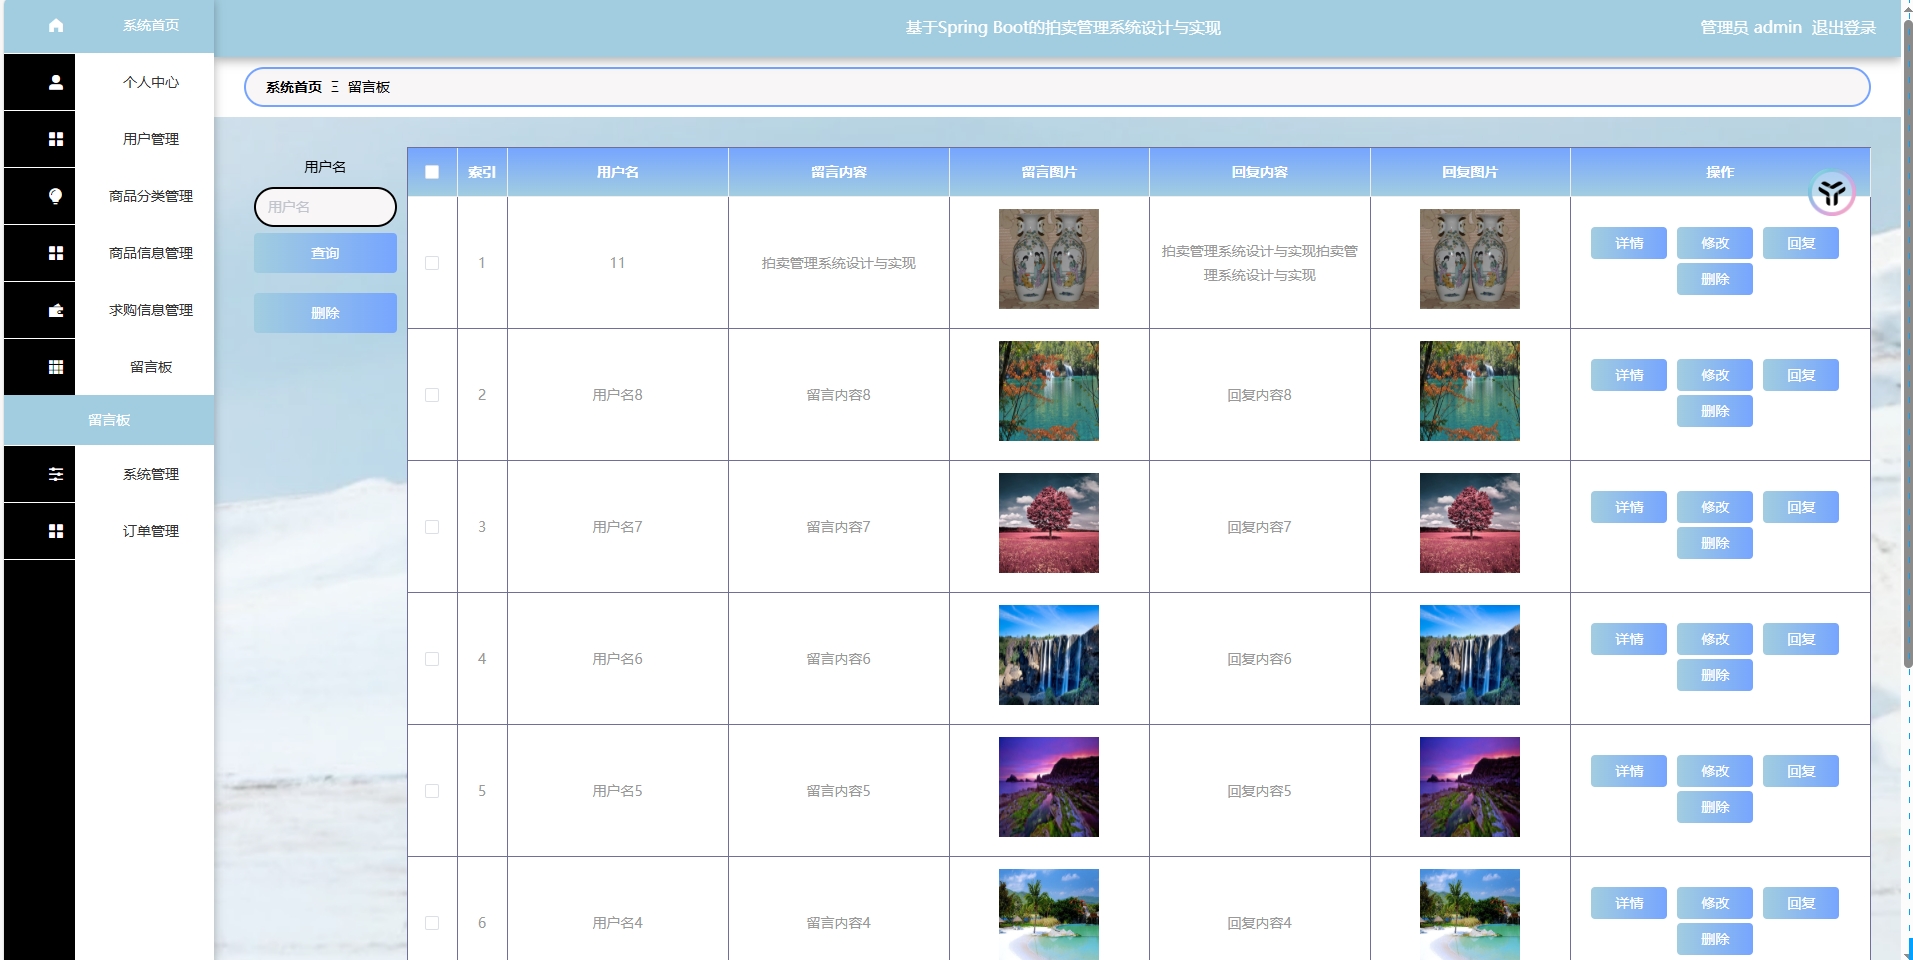 系统首页
基于Spring Boot的拍卖管理系统设计与实现
管理员 admin 退出登录
个人中心
用户管理
商品分类管理
商品信息管理
求购信息管理
留言板
留言板
系统管理
订单管理
系统首页 Ξ 留言板
用户名
用户名
查询
删除
索引 用户名 留言内容 留言图片 回复内容 回复图片 操作
1 11 拍卖管理系统设计与实现 拍卖管理系统设计与实现拍卖管
理系统设计与实现
详情 修改 回复
删除
2 用户名8 留言内容8 回复内容8
详情 修改 回复
删除
3 用户名7 留言内容7 回复内容7
详情 修改 回复
删除
4 用户名6 留言内容6 回复内容6
详情 修改 回复
删除
5 用户名5 留言内容5 回复内容5
详情 修改 回复
删除
6 用户名4 留言内容4 回复内容4
详情 修改 回复
删除